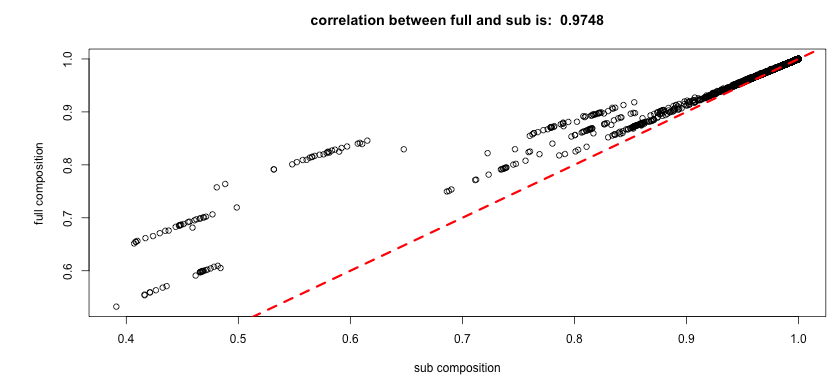 correlation between full and sub is:  0.9748
full composition
1.0
0.9
0.8
0.7
0.6
0.4 0.5 0.6 0.7 0.8 0.9 1.0
sub composition